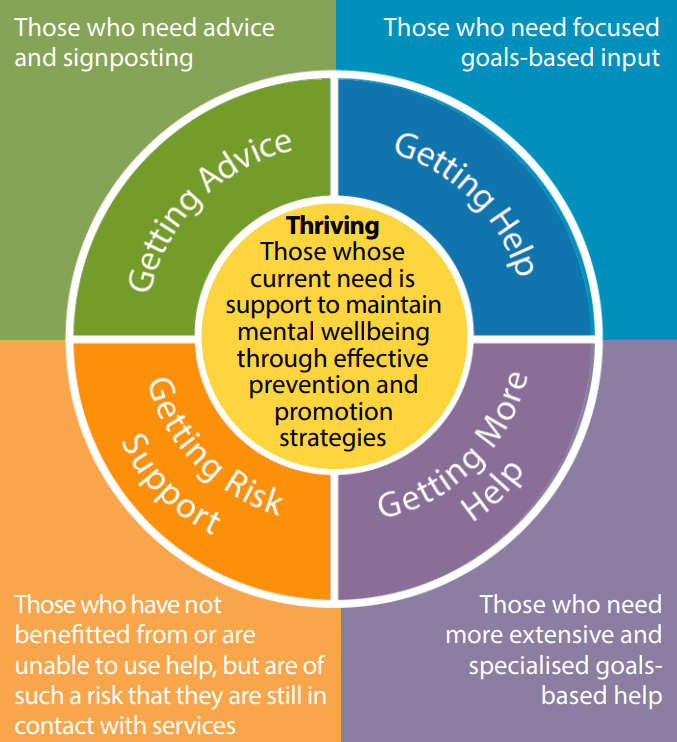 Those who need advice
and signposting
Those who need focused
goals-based input
Getting Advice
Getting Help
Thriving
Those whose
current need is
support to maintain
mental wellbeing
through effective
prevention and
promotion
strategies
Getting Risk
Support
Getting More
Help
Those who have not
benefitted from or are
unable to use help, but are of
such a risk that they are still in
contact with services
Those who need
more extensive and
specialised goals-
based help